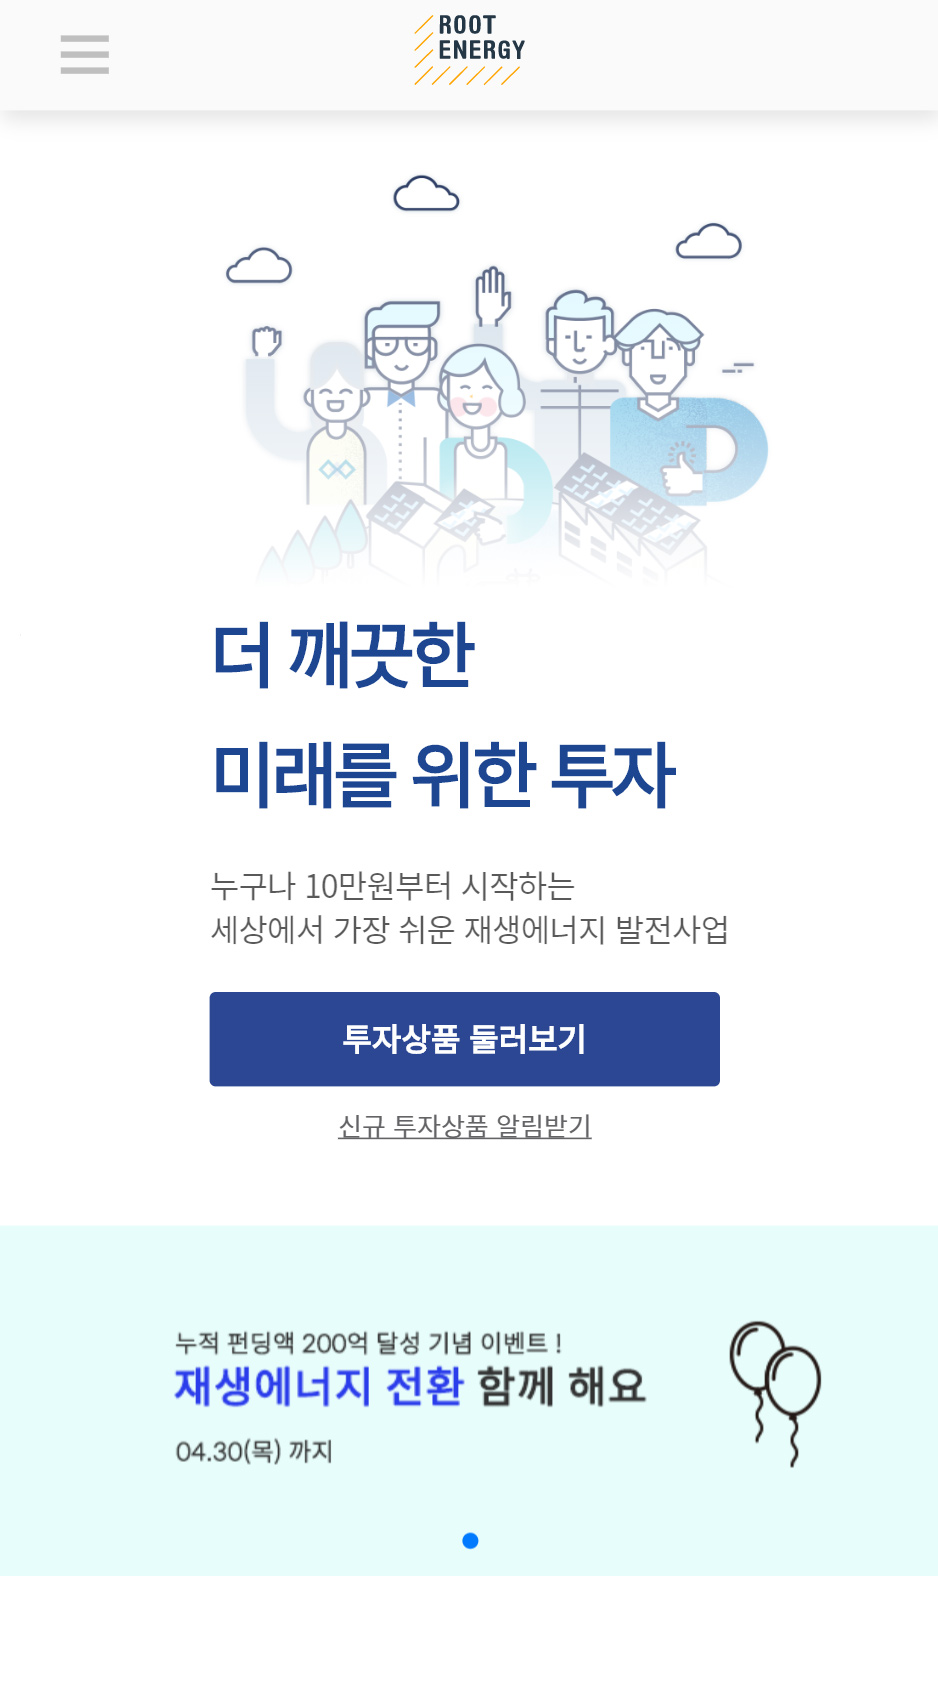 ROOT
ENERGY
더 깨끗한
미래를 위한 투자
누구나 10만원부터 시작하는
세상에서 가장 쉬운 재생에너지 발전사업
투자상품 둘러보기
신규 투자상품 알림받기
누적 펀딩액 200억 달성 기념 이벤트 !
재생에너지 전환 함께 해요
04.30(목) 까지